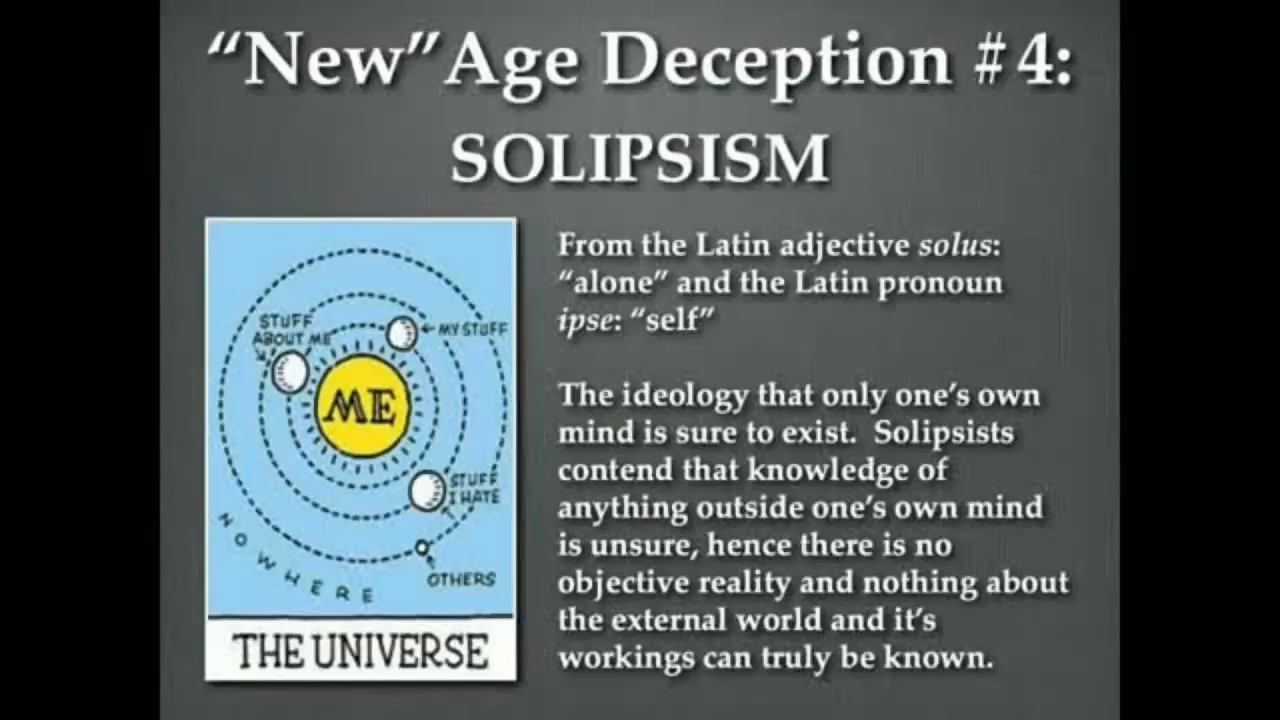 “New”Age Deception #4:
SOLIPSISM
From the Latin adjective solus:
“alone” and the Latin pronoun
ipse: “self”
The ideology that only one’s own
mind is sure to exist.  Solipsists
contend that knowledge of
anything outside one’s own mind
is unsure, hence there is no
objective reality and nothing about
the external world and it’s
workings can truly be known.
STUFF
ABOUT ME
MY STUFF
ME
STUFF
I HATE
OTHERS
NOWHERE
THE UNIVERSE